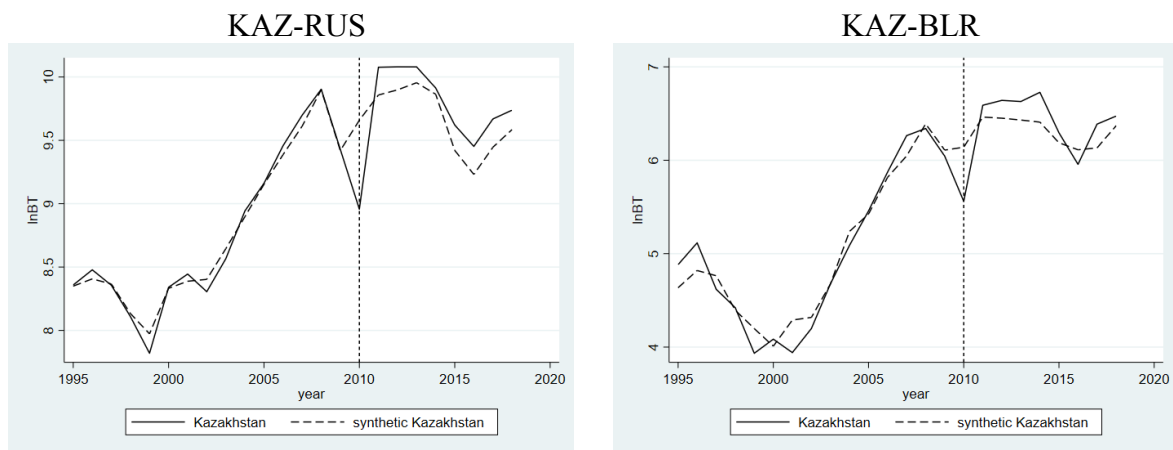 KAZ-RUS
10
9.5
9
8.5
8
lnBT
1995 2000 2005 2010 2015 2020
year
Kazakhstan synthetic Kazakhstan
KAZ-BLR
7
6
5
4
lnBT
1995 2000 2005 2010 2015 2020
year
Kazakhstan synthetic Kazakhstan